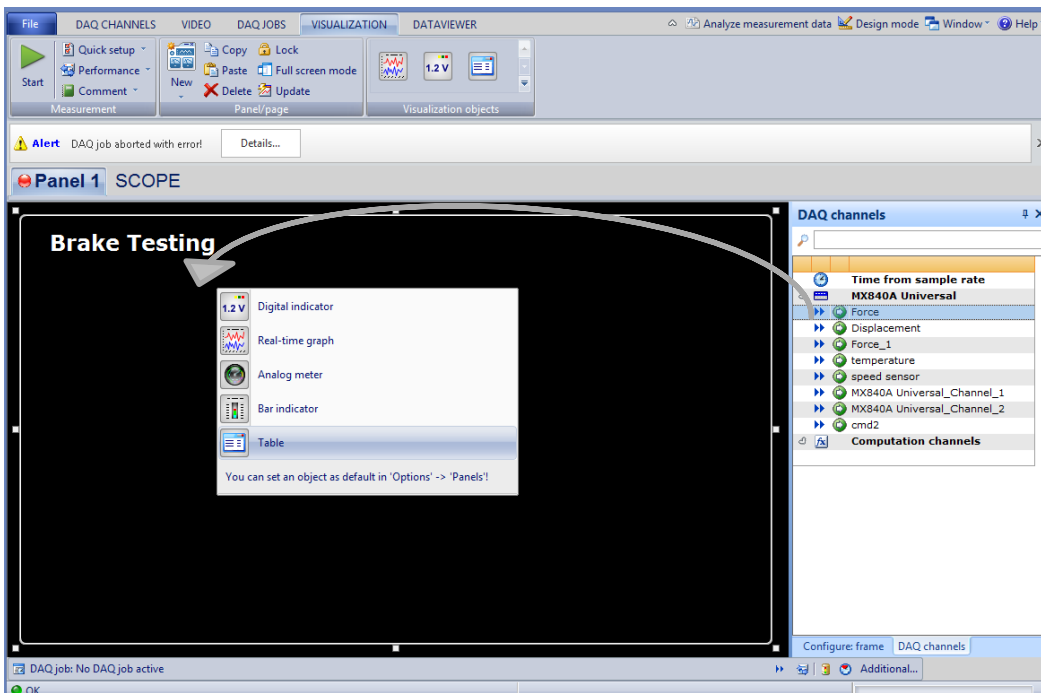 File DAQ CHANNELS VIDEO DAQ JOBS VISUALIZATION DATAVIEWER Analyze measurement data Design mode Window Help
Quick setup Copy Lock
Start Performance New Paste Full screen mode 1.2 V
Comment Delete Update
Measurement Panel/page Visualization objects
Alert DAQ job aborted with error! Details...
Panel 1 SCOPE
Brake Testing
1.2 V Digital indicator
Real-time graph
Analog meter
Bar indicator
Table
You can set an object as default in 'Options' -> 'Panels'!
DAQ channels
Time from sample rate
MX840A Universal
Force
Displacement
Force_1
temperature
speed sensor
MX840A Universal_Channel_1
MX840A Universal_Channel_2
cmd2
fx Computation channels
Configure: frame DAQ channels
DAQ job: No DAQ job active Additional...
OK